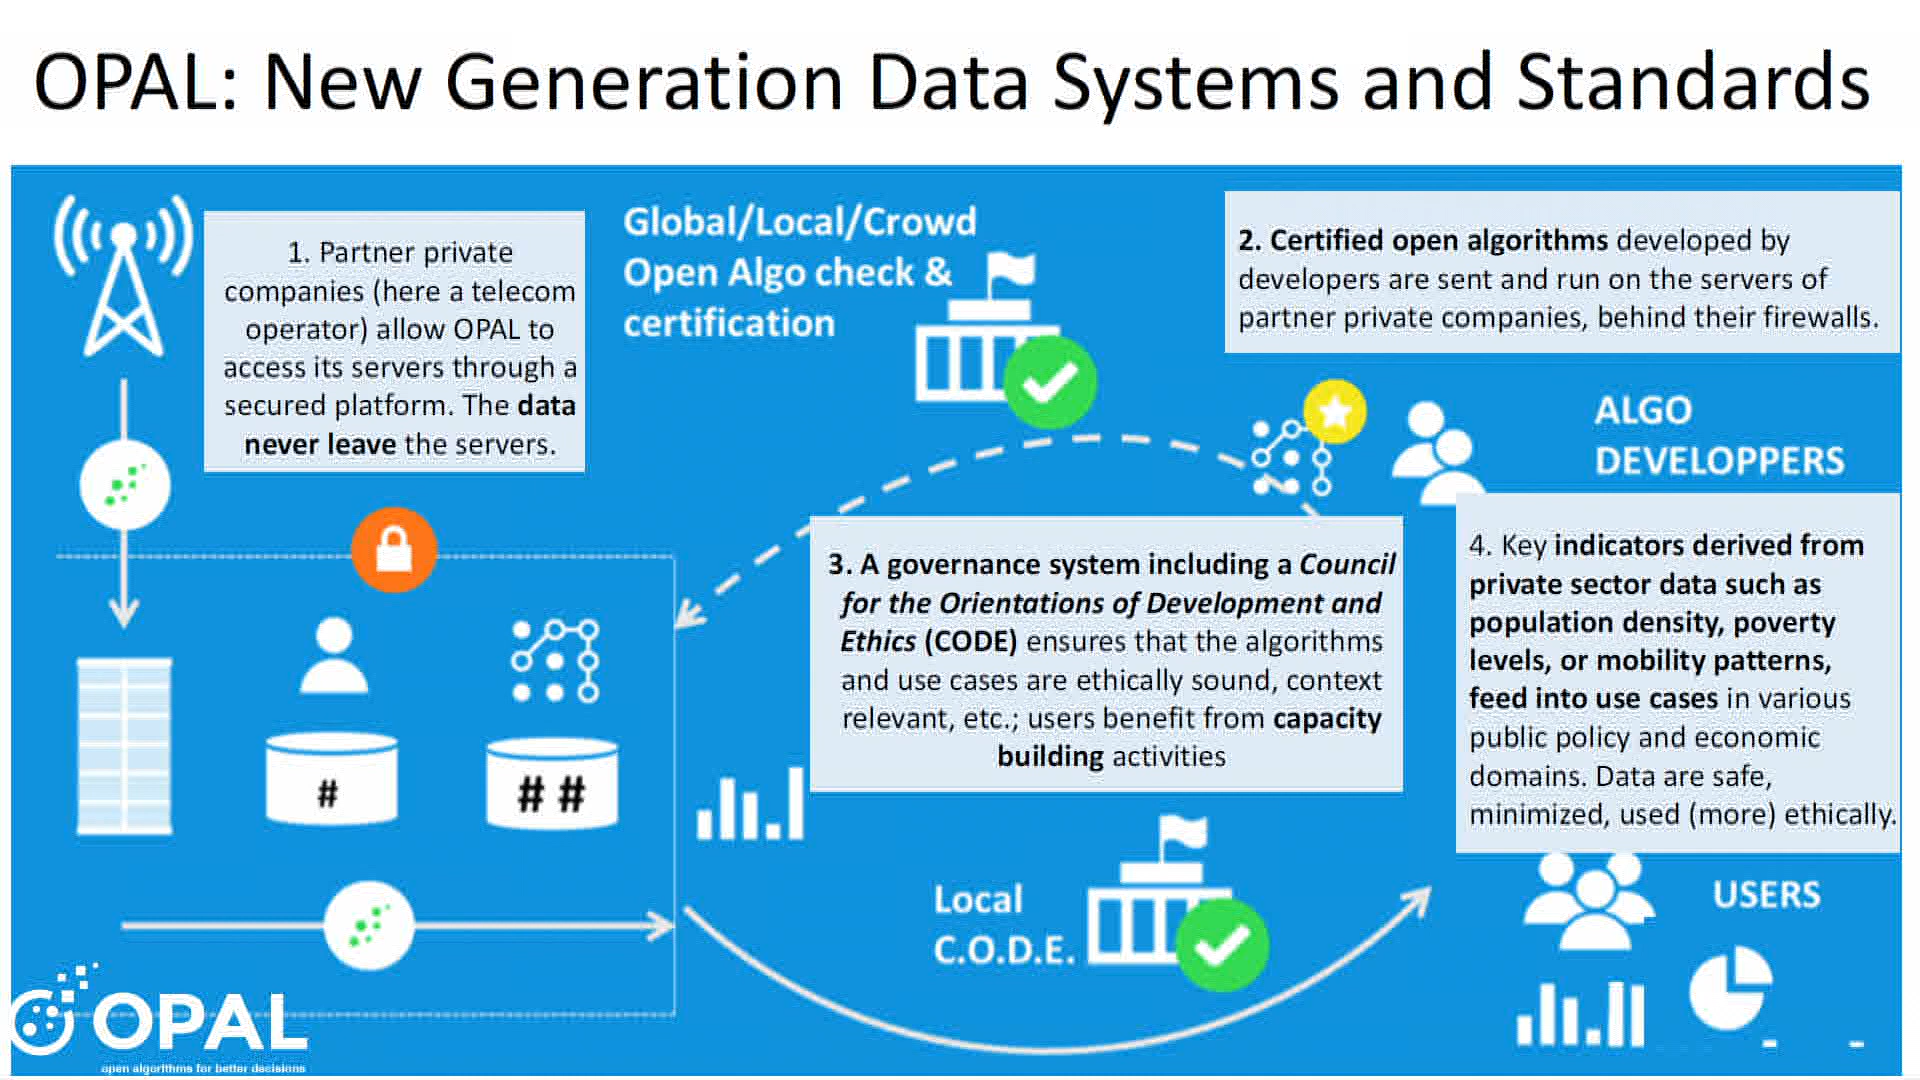 OPAL: New Generation Data Systems and Standards
1. Partner private
companies (here a telecom
operator) allow OPAL to
access its servers through a
secured platform. The data
never leave the servers.
Global/Local/Crowd
Open Algo check &
certification
2. Certified open algorithms developed by
developers are sent and run on the servers of
partner private companies, behind their firewalls.
ALGO
DEVELOPPERS
3. A governance system including a Council
for the Orientations of Development and
Ethics (CODE) ensures that the algorithms
and use cases are ethically sound, context
relevant, etc.; users benefit from capacity
building activities
4. Key indicators derived from
private sector data such as
population density, poverty
levels, or mobility patterns,
feed into use cases in various
public policy and economic
domains. Data are safe,
minimized, used (more) ethically.
#
# #
Local
C.O.D.E.
USERS
OPAL
open algorithms for better decisions